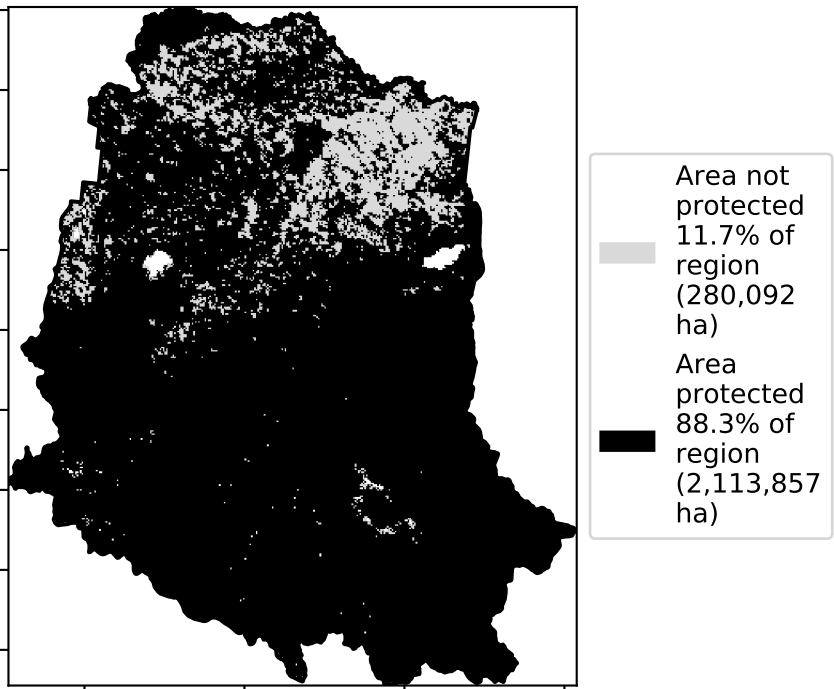 Area not
protected
11.7% of
region
(280,092
ha)
Area
protected
88.3% of
region
(2,113,857
ha)